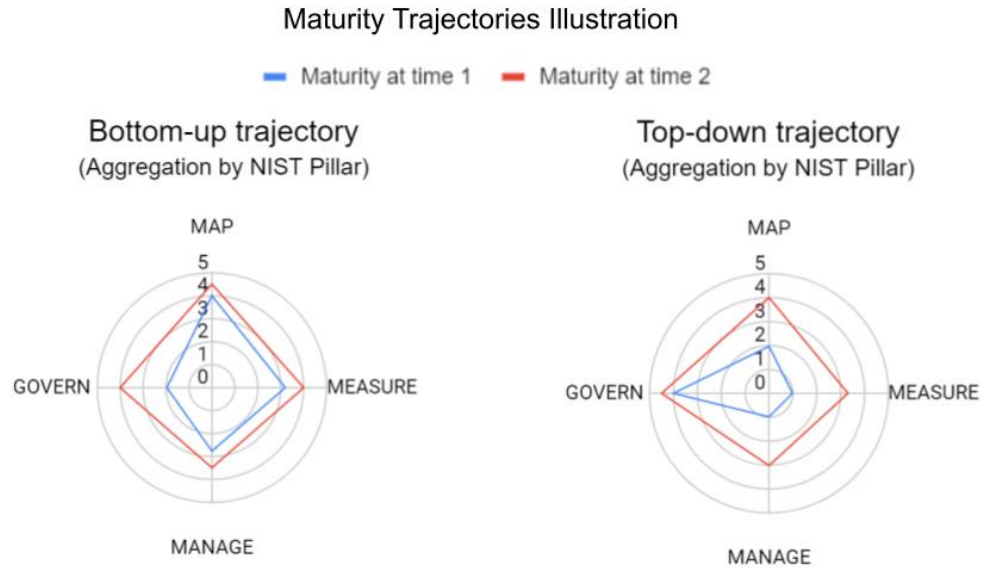 Maturity Trajectories Illustration
Maturity at time 1 Maturity at time 2
Bottom-up trajectory
(Aggregation by NIST Pillar)
MAP
5
4
3
2
1
0
GOVERN
MEASURE
MANAGE
Top-down trajectory
(Aggregation by NIST Pillar)
MAP
5
4
3
2
1
0
GOVERN
MEASURE
MANAGE